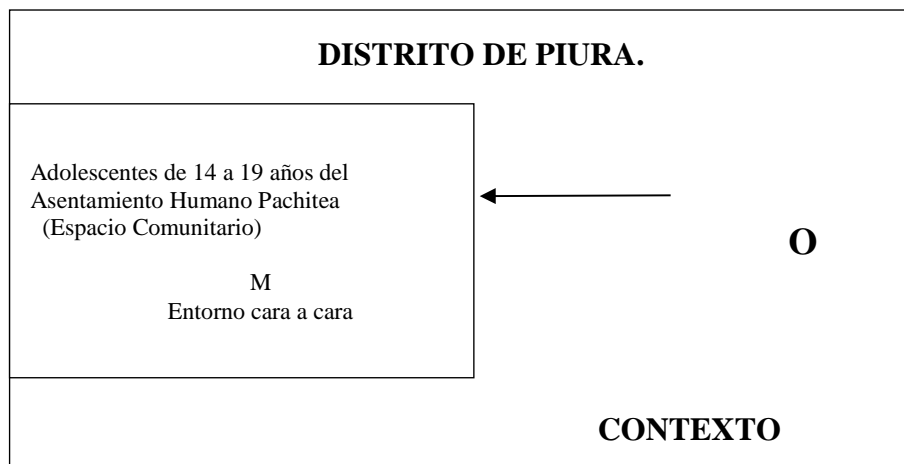 DISTRITO DE PIURA.
Adolescentes de 14 a 19 años del
Asentamiento Humano Pachitea
(Espacio Comunitario)
O
M
Entorno cara a cara
CONTEXTO